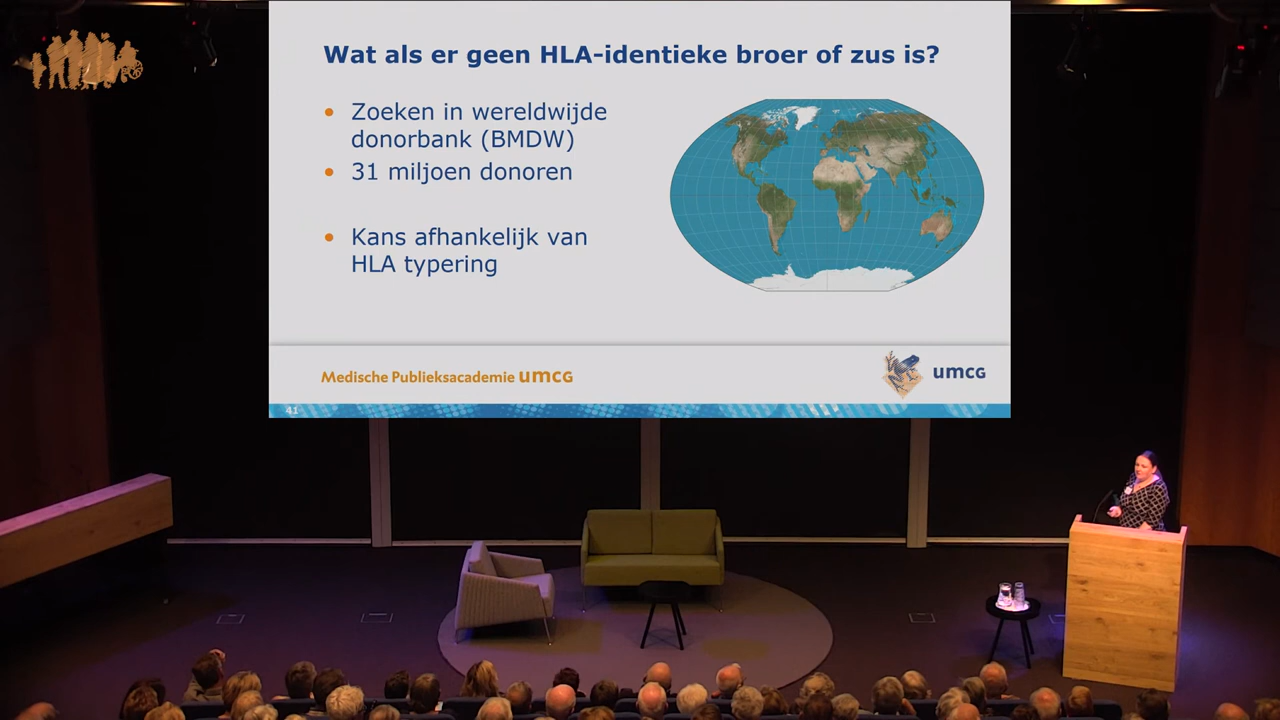 Wat als er geen HLA-identieke broer of zus is?
• Zoeken in wereldwijde
donorbank (BMDW)
• 31 miljoen donoren
• Kans afhankelijk van
HLA typering
Medische Publieksacademie umcg
umcg
41